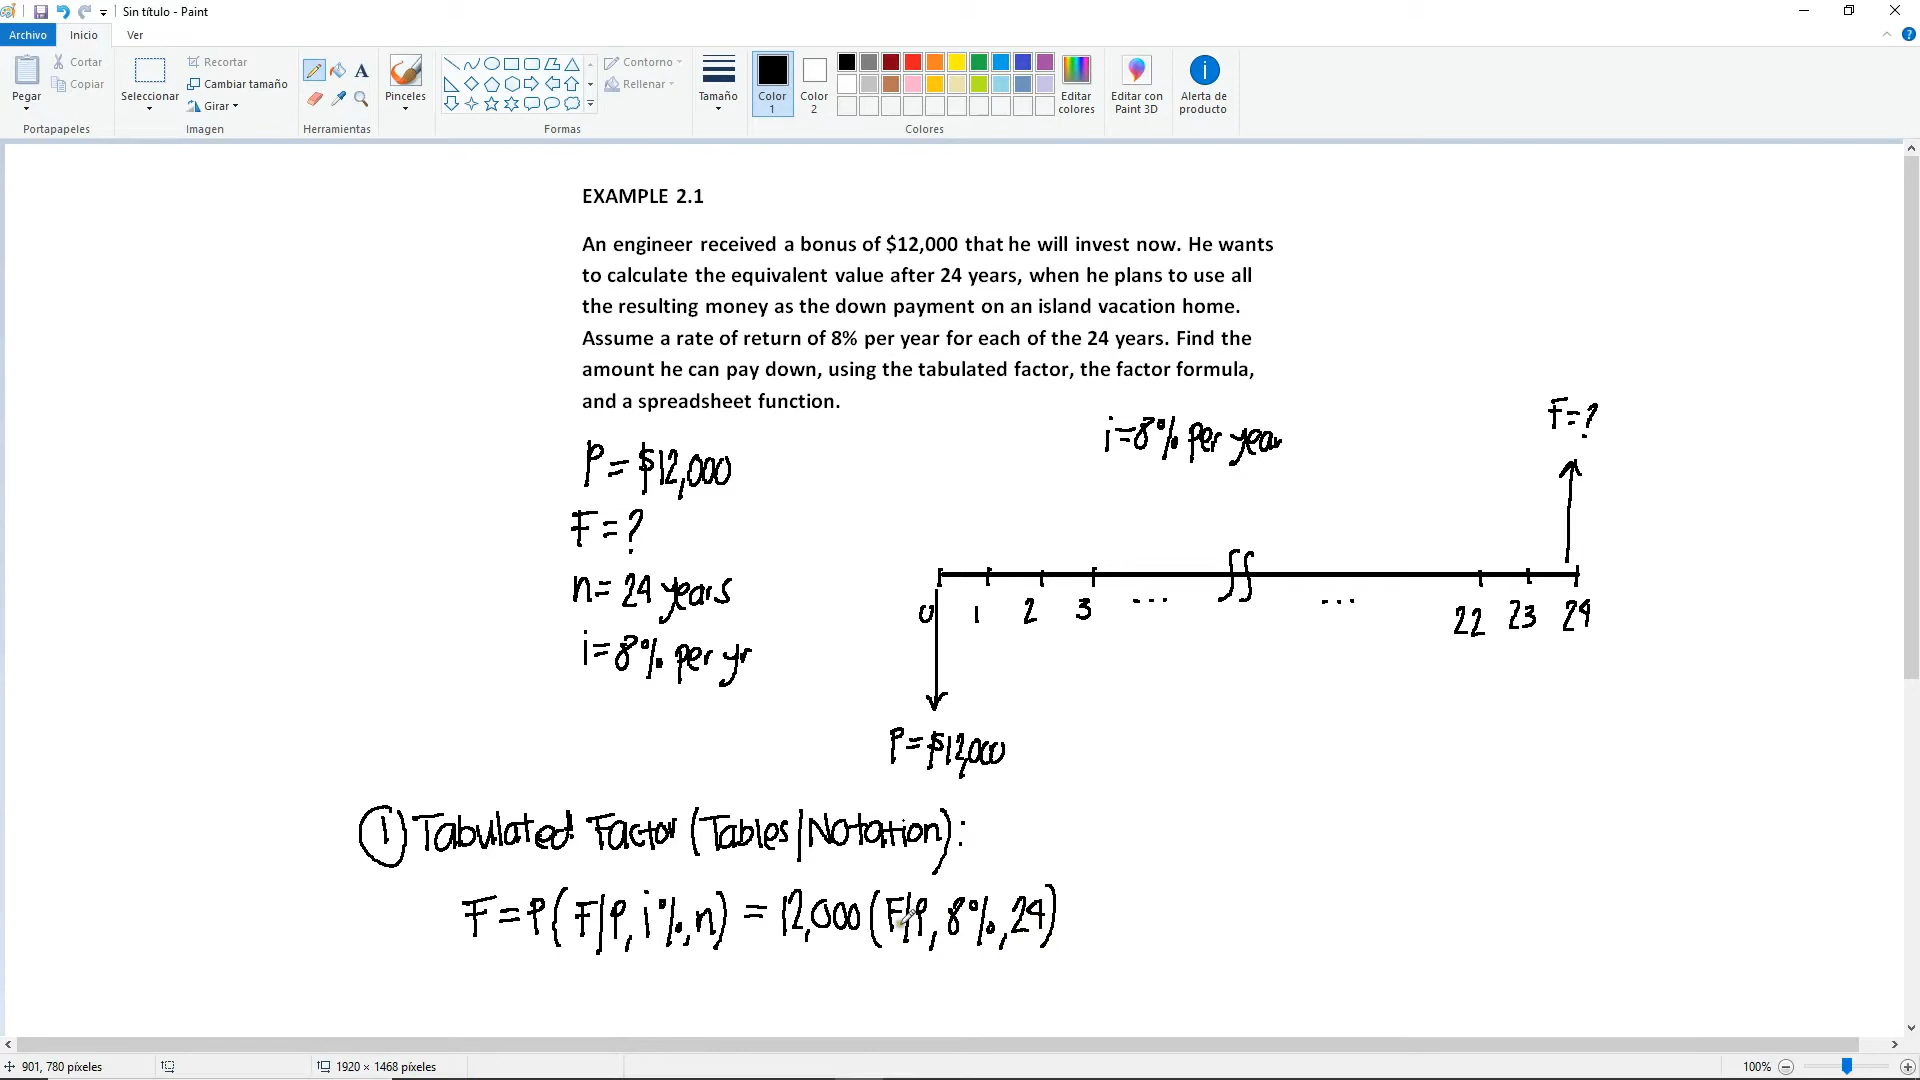 Sin título - Paint
Archivo Inicio Ver
Pegar
Cortar
Copiar
Portapapeles
Seleccionar
Recortar
Cambiar tamaño
Girar
Imagen
A
Herramientas
Pinceles
Formas
Contorno
Rellenar
Tamaño
Color 1
Color 2
Editar colores
Colores
Editar con Paint 3D
Alerta de producto
EXAMPLE 2.1
An engineer received a bonus of $12,000 that he will invest now. He wants
to calculate the equivalent value after 24 years, when he plans to use all
the resulting money as the down payment on an island vacation home.
Assume a rate of return of 8% per year for each of the 24 years. Find the
amount he can pay down, using the tabulated factor, the factor formula,
and a spreadsheet function.
P = $12,000
F = ?
n = 24 years
i = 8% per yr
i = 8% per year
F = ?
0 1 2 3 ... ... 22 23 24
P = $12,000
① Tabulated Factor (Tables/Notation):
F = P(F/P, i%, n) = 12,000(F/P, 8%, 24)
901, 780 píxeles
1920 × 1468 píxeles
100%